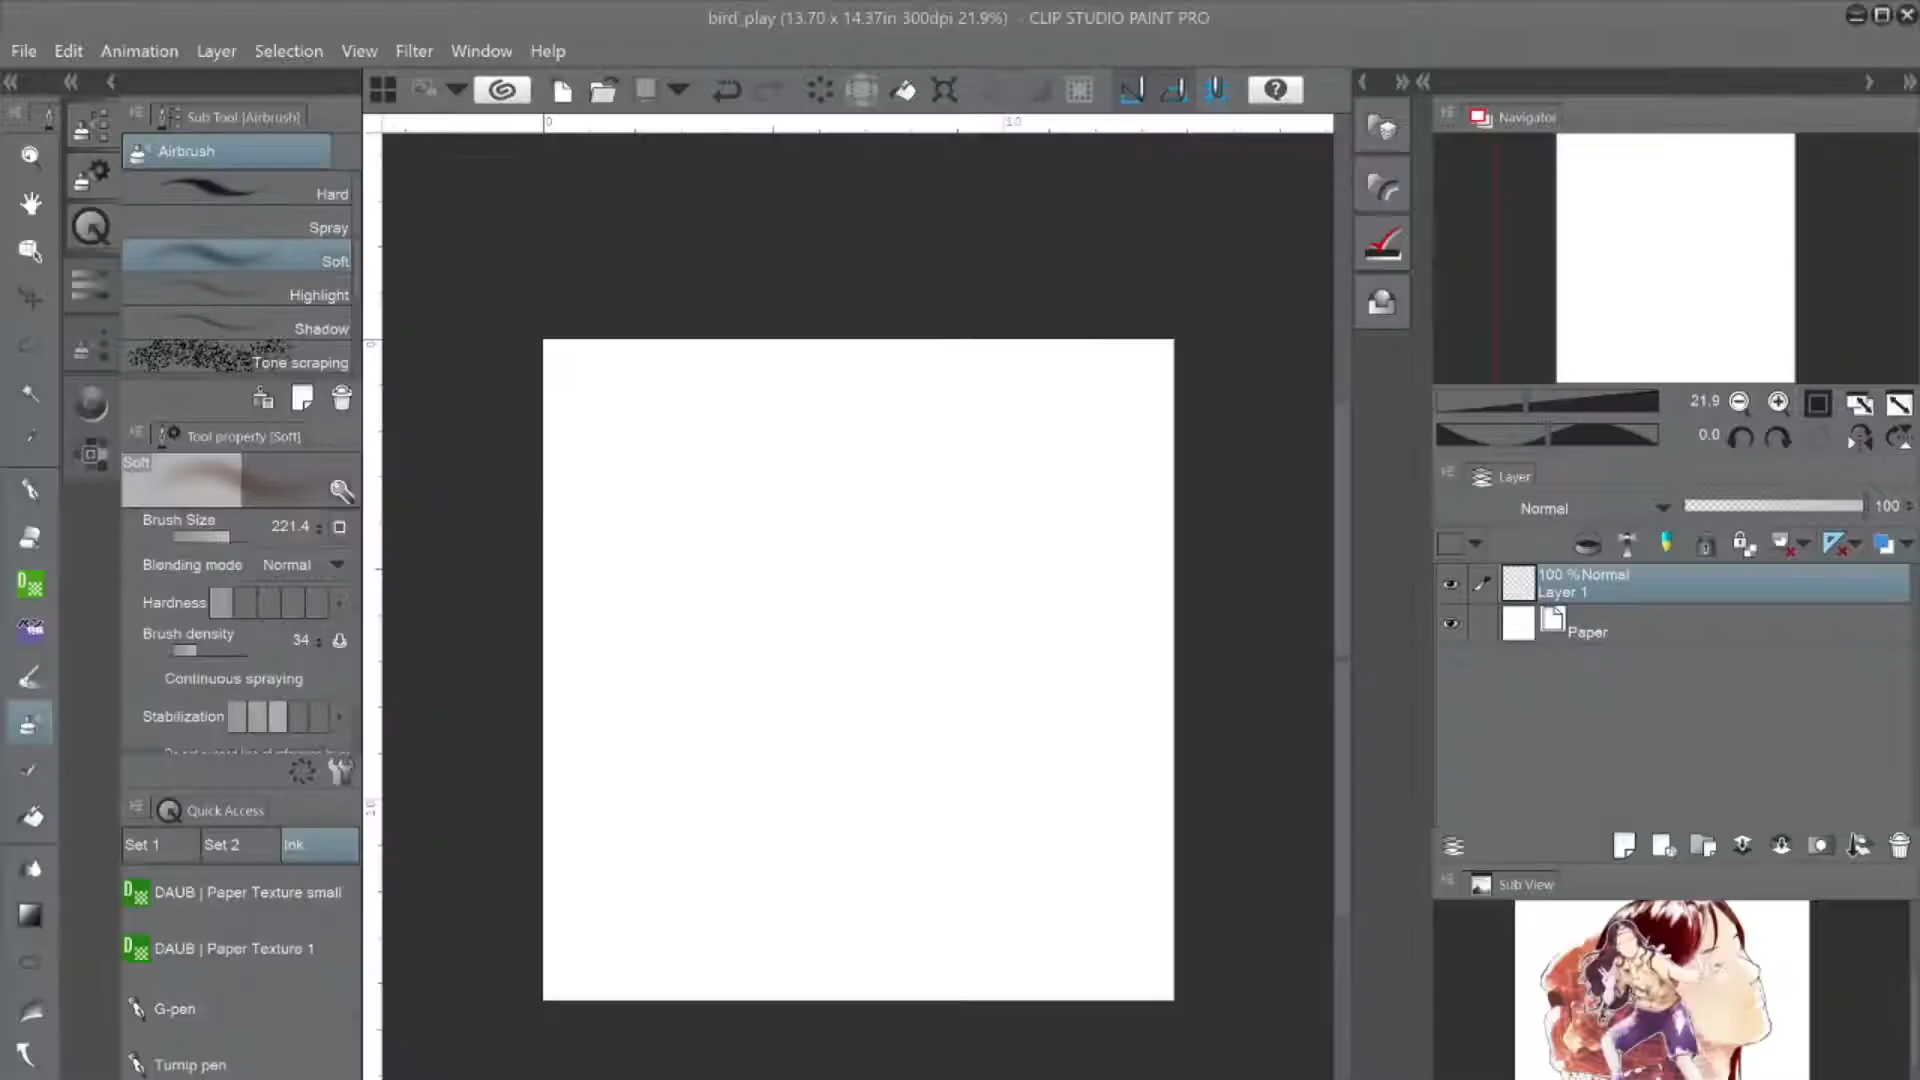 bird_play (13.70 x 14.37in 300dpi 21.9%) - CLIP STUDIO PAINT PRO
File Edit Animation Layer Selection View Filter Window Help
Sub Tool [Airbrush]
Airbrush
Hard
Spray
Soft
Highlight
Shadow
Tone scraping
Tool property [Soft]
Soft
Brush Size 221.4
Blending mode Normal
Hardness
Brush density 34
Continuous spraying
Stabilization
Quick Access
Set 1 Set 2 Ink
DAUB | Paper Texture small
DAUB | Paper Texture 1
G-pen
Turnip pen
0 10
0
10
Navigator
21.9
0.0
Layer
Normal 100
100 %Normal
Layer 1
Paper
Sub View